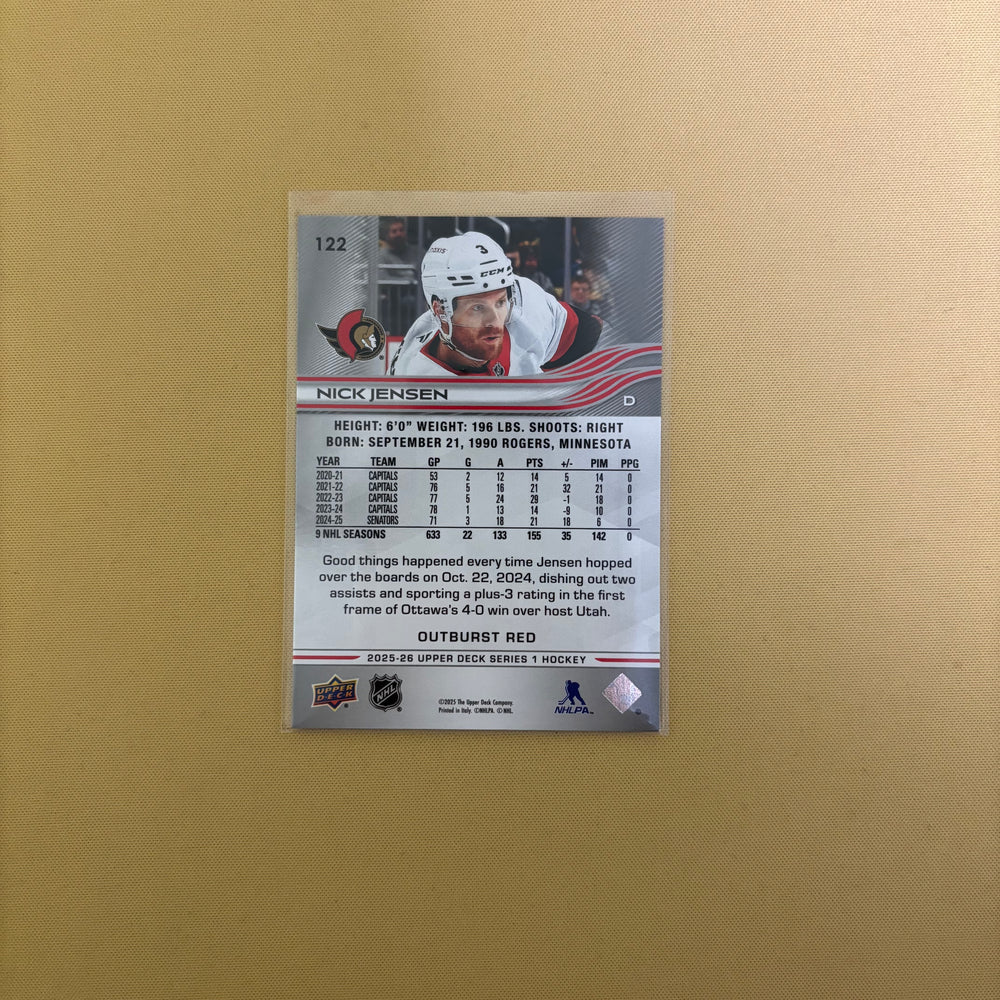 122
3
CCM
NICK JENSEN
D
HEIGHT: 6'0" WEIGHT: 196 LBS. SHOOTS: RIGHT
BORN: SEPTEMBER 21, 1990 ROGERS, MINNESOTA
YEAR TEAM GP G A PTS +/- PIM PPG
2020-21 CAPITALS 53 2 12 14 5 14 0
2021-22 CAPITALS 76 5 16 21 32 21 0
2022-23 CAPITALS 77 5 24 29 -1 18 0
2023-24 CAPITALS 78 1 13 14 -9 10 0
2024-25 SENATORS 71 3 18 21 18 6 0
9 NHL SEASONS 633 22 133 155 35 142 0
Good things happened every time Jensen hopped
over the boards on Oct. 22, 2024, dishing out two
assists and sporting a plus-3 rating in the first
frame of Ottawa's 4-0 win over host Utah.
OUTBURST RED
2025-26 UPPER DECK SERIES 1 HOCKEY
UPPER DECK
NHL
©2025 The Upper Deck Company.
Printed in Italy. ©NHLPA. ©NHL.
NHLPA